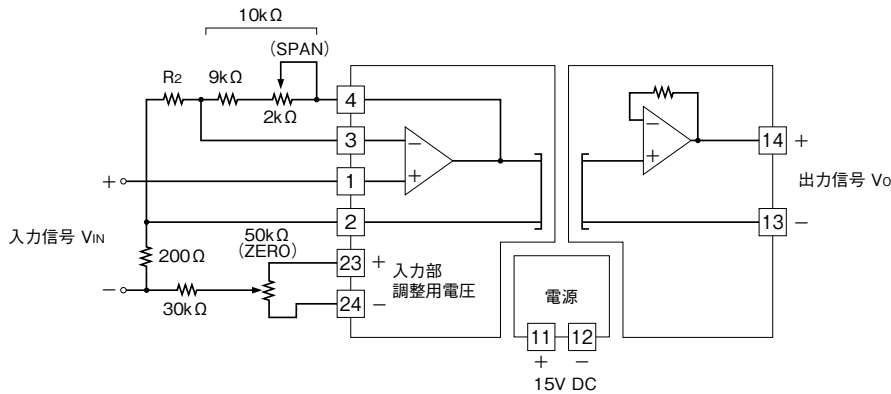 10kΩ
(SPAN)
R2
9kΩ
2kΩ
4
3
1
2
23
24
−
+
+
−
+
−
+
入力信号 VIN
200Ω
50kΩ
(ZERO)
30kΩ
+
−
入力部
調整用電圧
電源
11
12
+
−
15V DC
−
+
14
+
出力信号 VO
13
−